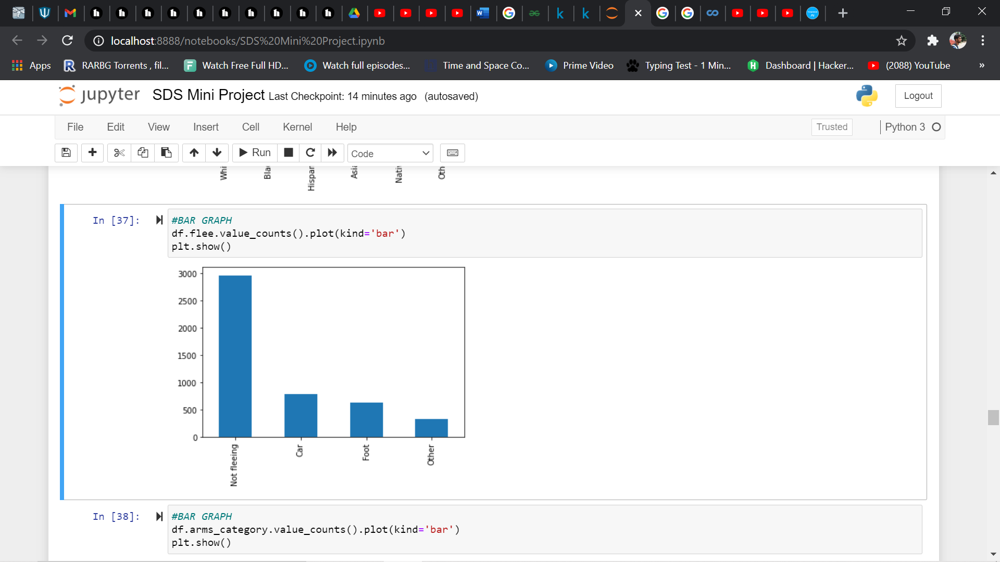 localhost:8888/notebooks/SDS%20Mini%20Project.ipynb
Apps RARBG Torrents , fil... Watch Free Full HD... Watch full episodes... Time and Space Co... Prime Video Typing Test - 1 Min... Dashboard | Hacker... (2088) YouTube »
jupyter SDS Mini Project Last Checkpoint: 14 minutes ago (autosaved) Logout
File Edit View Insert Cell Kernel Help Trusted Python 3
Run Code
Whi Bla Hispan Asia Nativ Oth
In [37]: #BAR GRAPH
df.flee.value_counts().plot(kind='bar')
plt.show()
3000
2500
2000
1500
1000
500
0
Not fleeing Car Foot Other
In [38]: #BAR GRAPH
df.arms_category.value_counts().plot(kind='bar')
plt.show()